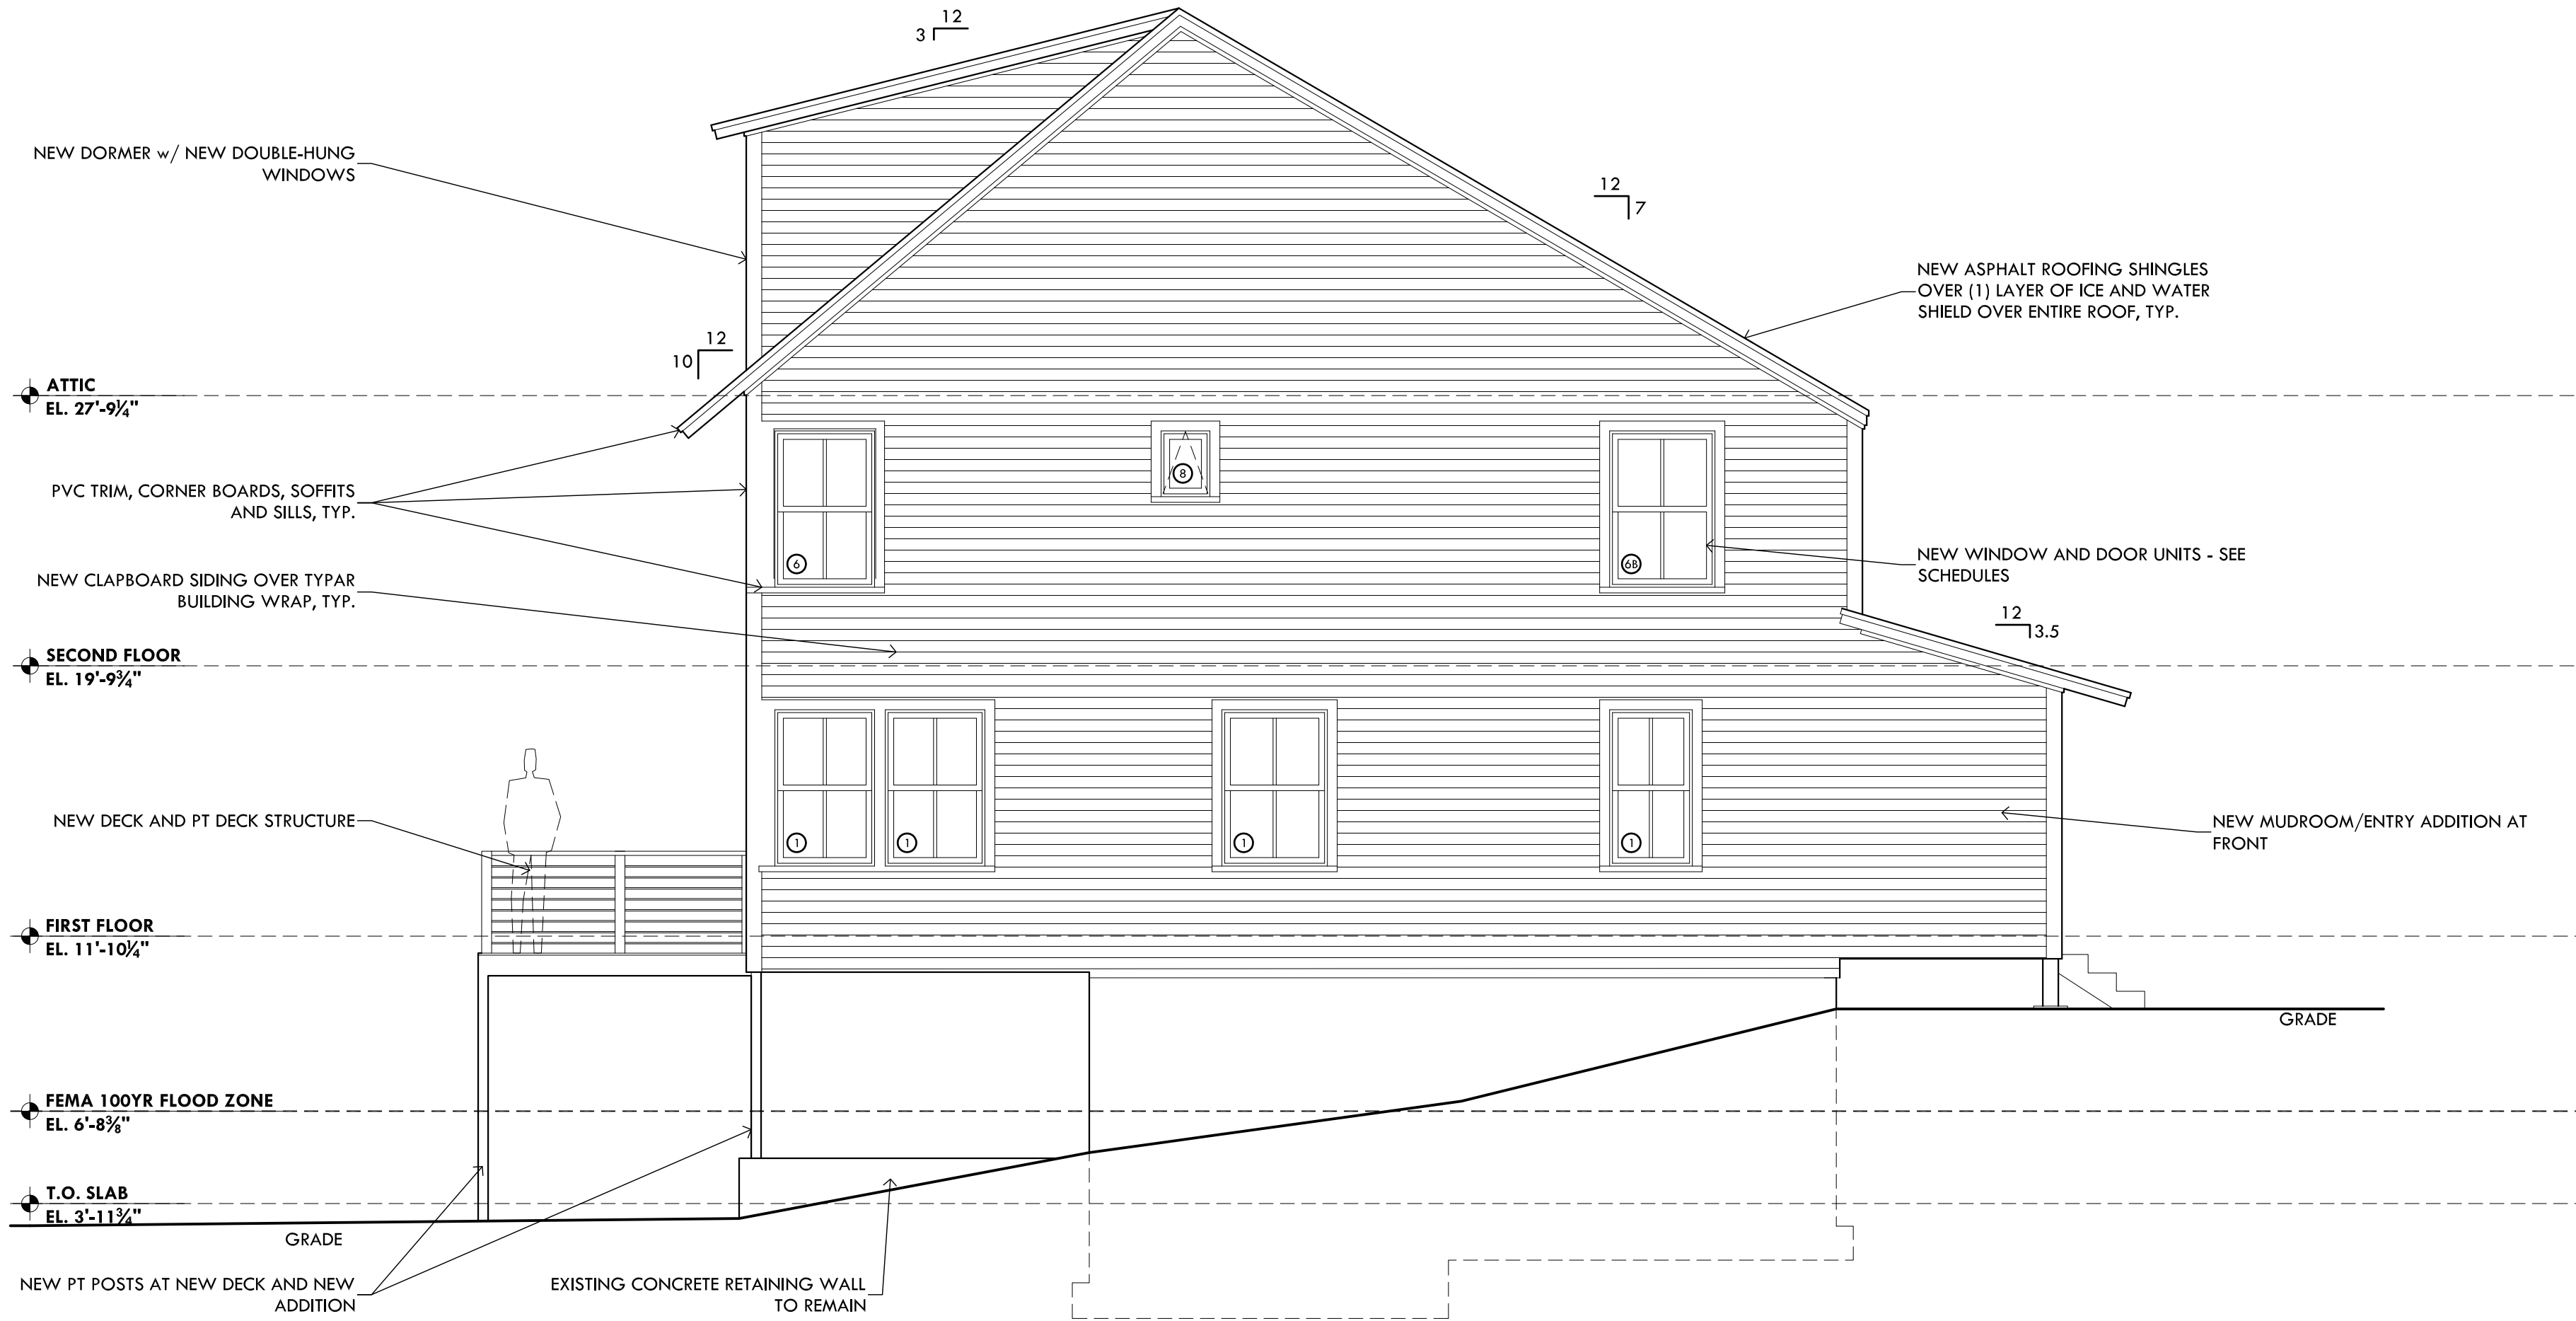 12
3
NEW DORMER w/ NEW DOUBLE-HUNG
WINDOWS
12
7
NEW ASPHALT ROOFING SHINGLES
OVER (1) LAYER OF ICE AND WATER
SHIELD OVER ENTIRE ROOF, TYP.
12
10
ATTIC
EL. 27'-9¼"
PVC TRIM, CORNER BOARDS, SOFFITS
AND SILLS, TYP.
8
6
6B
NEW WINDOW AND DOOR UNITS - SEE
SCHEDULES
NEW CLAPBOARD SIDING OVER TYPAR
BUILDING WRAP, TYP.
12
3.5
SECOND FLOOR
EL. 19'-9¾"
NEW DECK AND PT DECK STRUCTURE
1
1
1
1
NEW MUDROOM/ENTRY ADDITION AT
FRONT
FIRST FLOOR
EL. 11'-10¼"
GRADE
FEMA 100YR FLOOD ZONE
EL. 6'-8⅜"
T.O. SLAB
EL. 3'-11¾"
GRADE
NEW PT POSTS AT NEW DECK AND NEW
ADDITION
EXISTING CONCRETE RETAINING WALL
TO REMAIN